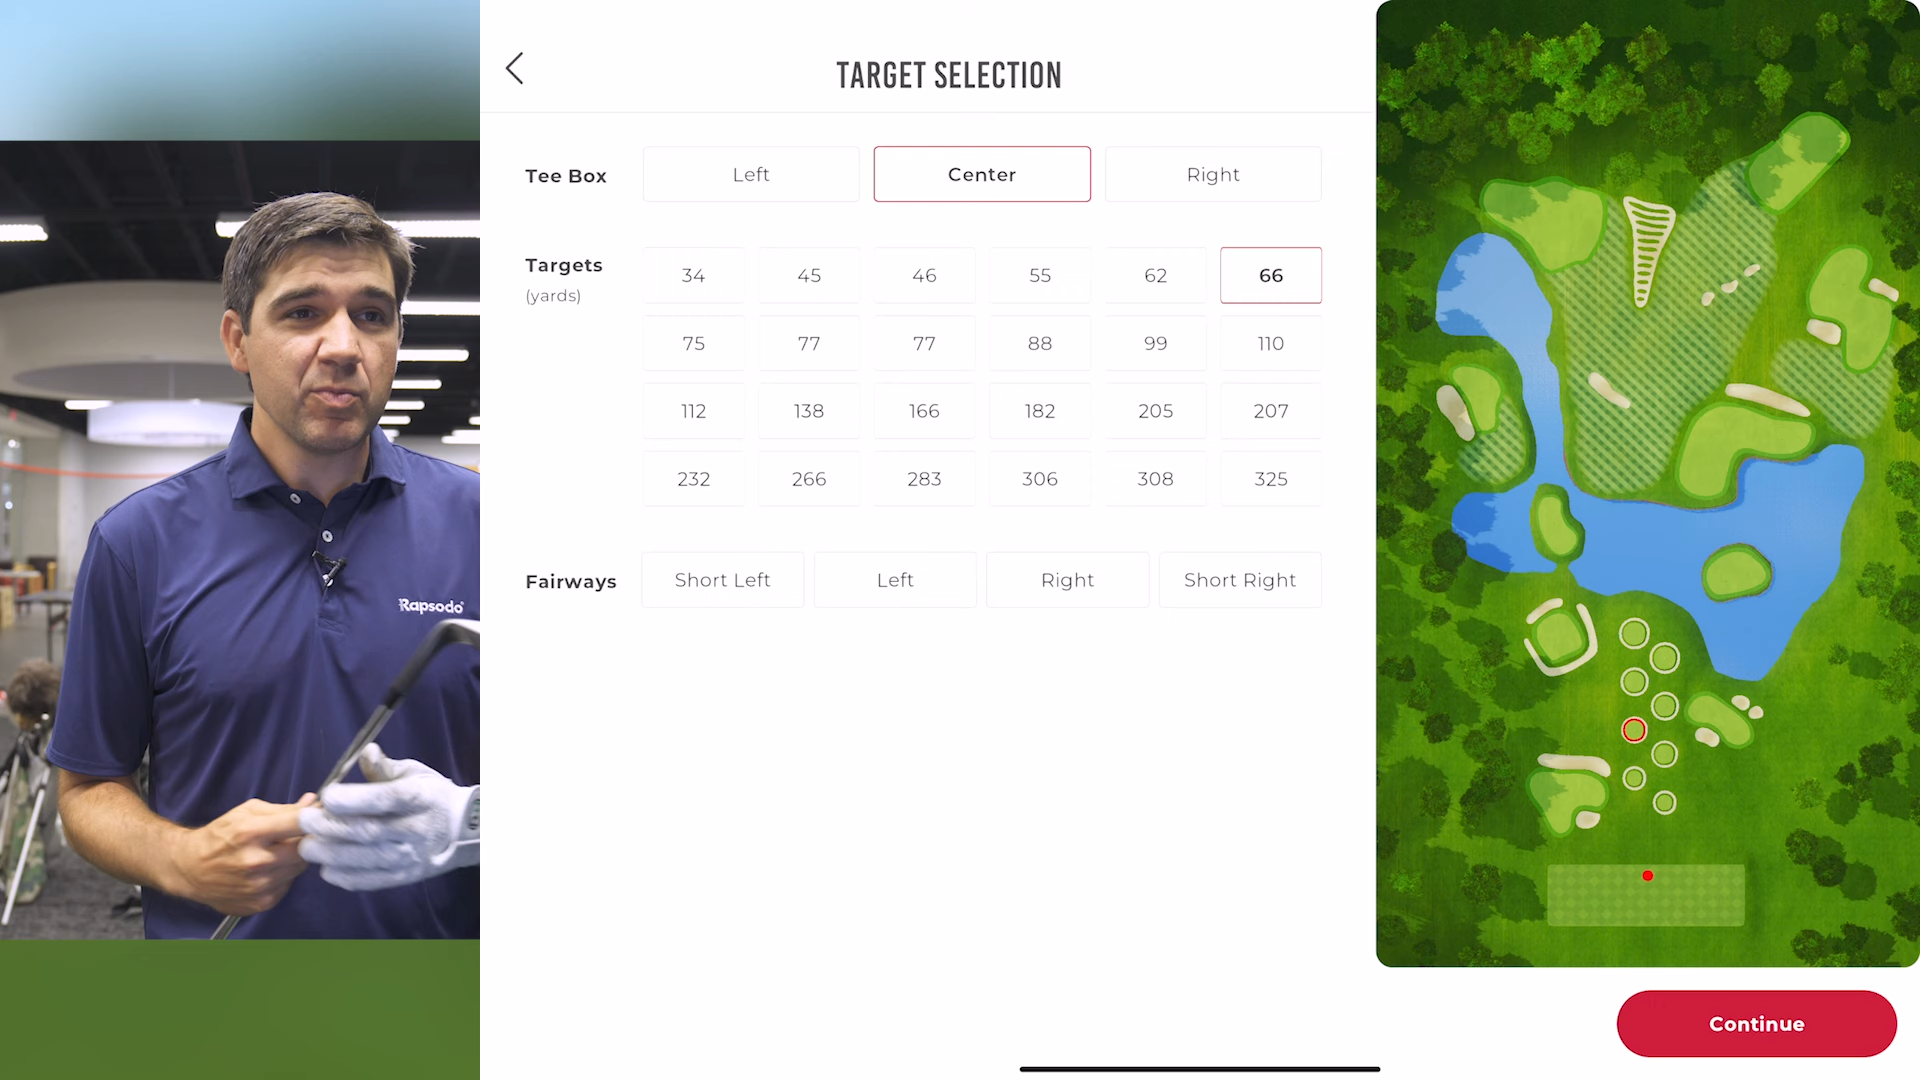 TARGET SELECTION
Tee Box
Left
Center
Right
Targets
(yards)
34 45 46 55 62 66
75 77 77 88 99 110
112 138 166 182 205 207
232 266 283 306 308 325
Fairways
Short Left
Left
Right
Short Right
Rapsodo
Continue